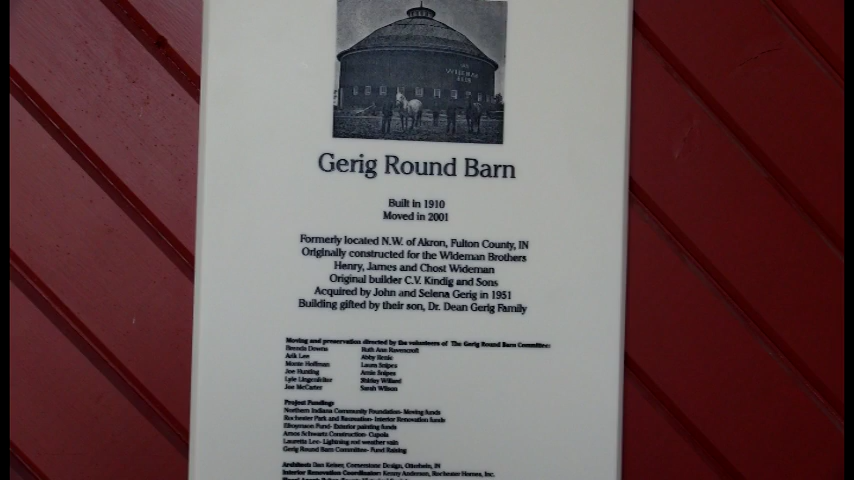 WIDEMAN
Gerig Round Barn
Built in 1910
Moved in 2001
Formerly located N.W. of Akron, Fulton County, IN
Originally constructed for the Wideman Brothers
Henry, James and Chost Wideman
Original builder C.V. Kindig and Sons
Acquired by John and Selena Gerig in 1951
Building gifted by their son, Dr. Dean Gerig Family
Moving and preservation directed by the volunteers of The Gerig Round Barn Committee:
Brenda Downs Ruth Ann Ravencroft
Arik Lee Abby Renie
Monte Hoffman Laura Snipes
Joe Hunting Amie Snipes
Lyle Lingenfelter Shirley Willard
Joe McCarter Sarah Wilson
Project Funding:
Northern Indiana Community Foundation- Moving funds
Rochester Park and Recreation- Interior Renovation funds
Fund- Exterior painting funds
Amos Schwartz Construction- Cupola
Lauretta Lee- Lightning rod weather vain
Gerig Round Barn Committee- Fund Raising
Architect: Dan Keiser, Cornerstone Design, Otterbein, IN
Interior Renovation Coordinator: Kenny Anderson, Rochester Homes, Inc.